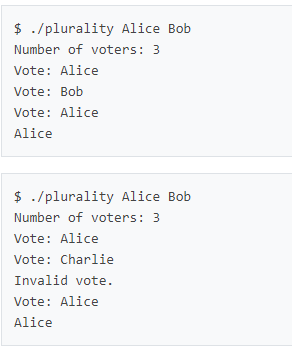 $ ./plurality Alice Bob
Number of voters: 3
Vote: Alice
Vote: Bob
Vote: Alice
Alice
$ ./plurality Alice Bob
Number of voters: 3
Vote: Alice
Vote: Charlie
Invalid vote.
Vote: Alice
Alice